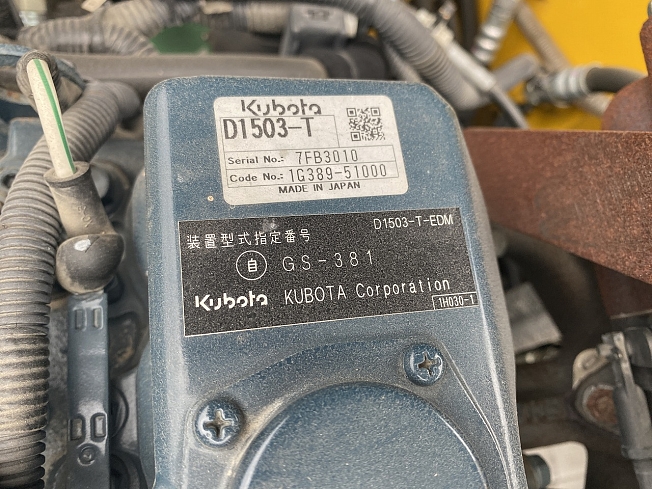 Kubota
D1503-T
Serial No.: 7FB3010
Code No.: 1G389-51000
MADE IN JAPAN
D1503-T-EDM
装置型式指定番号
自 GS-381
Kubota KUBOTA Corporation
1H030-1